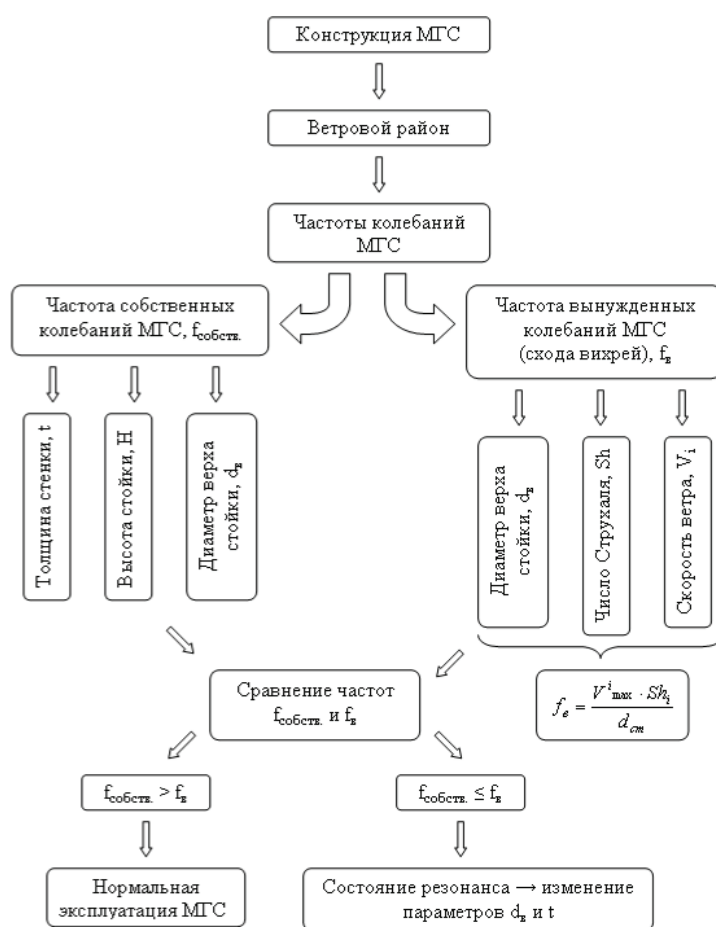 Конструкция МГС
Ветровой район
Частоты колебаний
МГС
Частота собственных
колебаний МГС, fсобств.
Частота вынужденных
колебаний МГС
(схода вихрей), fв
Толщина стенки, t
Высота стойки, H
Диаметр верха
стойки, dв
Диаметр верха
стойки, dв
Число Струхаля, Sh
Скорость ветра, Vi
Сравнение частот
fсобств. и fв
fв = V^i max · Shi / dст
fсобств. > fв
fсобств. ≤ fв
Нормальная
эксплуатация МГС
Состояние резонанса → изменение
параметров dв и t